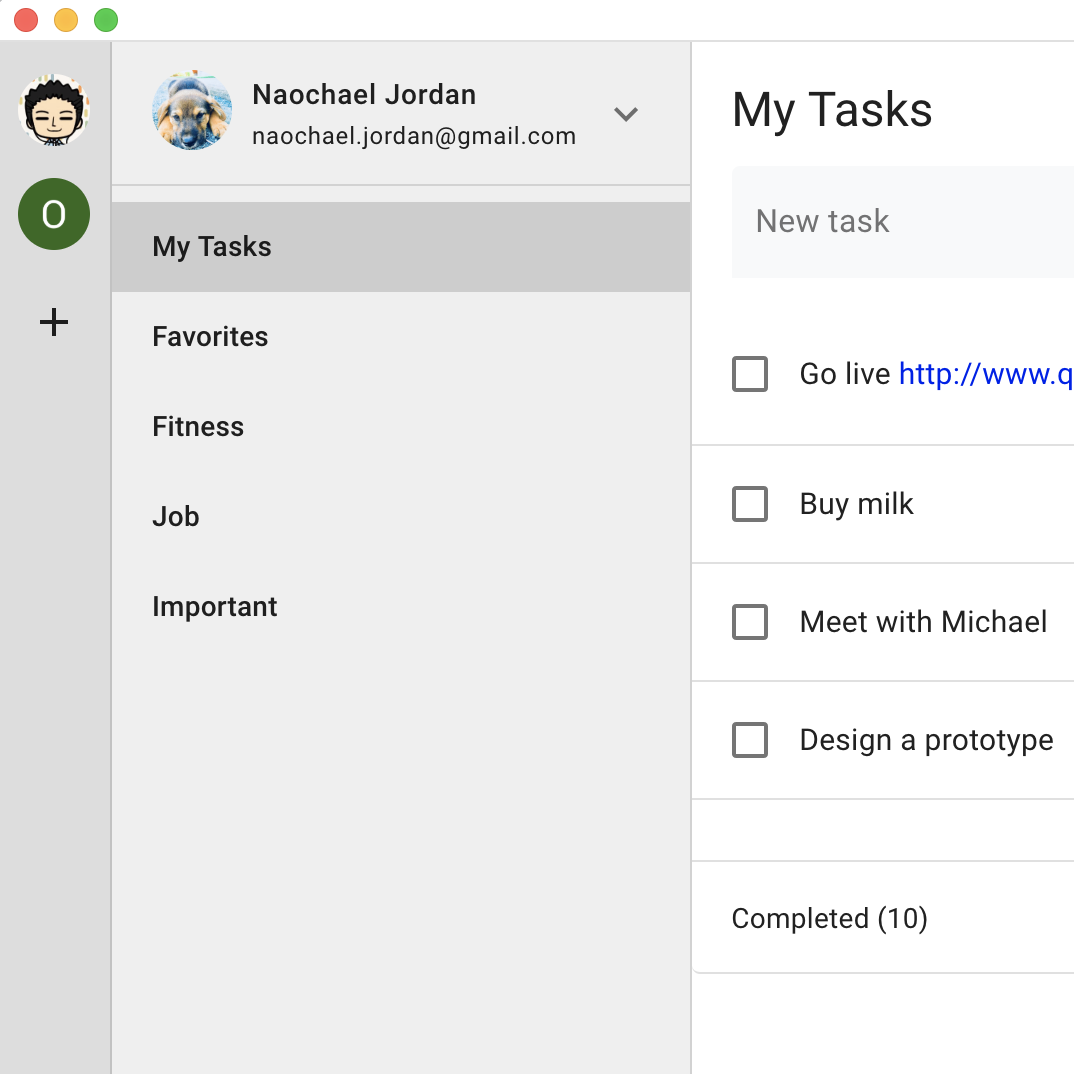 O
Naochael Jordan
naochael.jordan@gmail.com
My Tasks
Favorites
Fitness
Job
Important
My Tasks
New task
Go live http://www.q
Buy milk
Meet with Michael
Design a prototype
Completed (10)